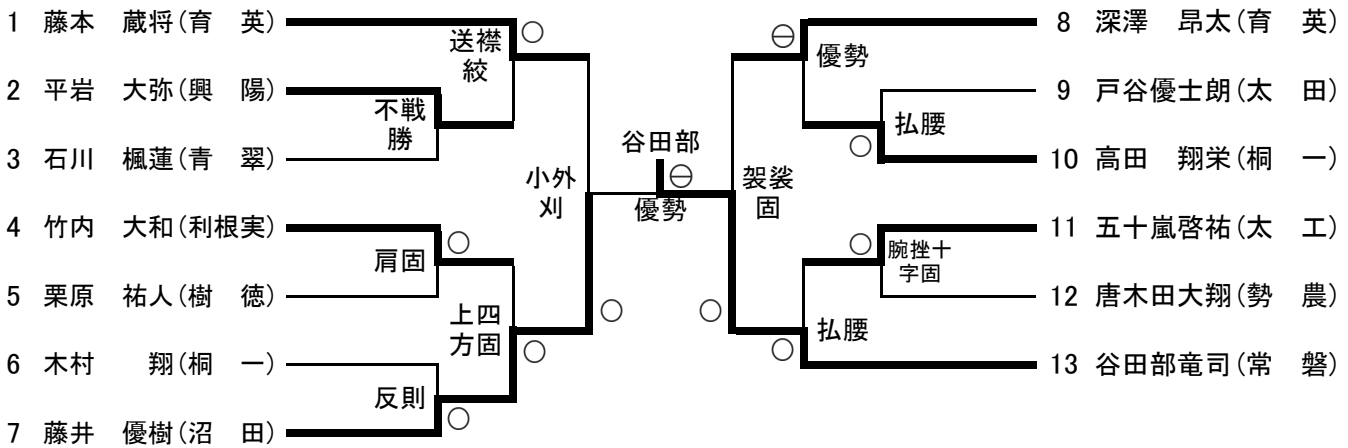 1 藤本 蔵将(育 英)
2 平岩 大弥(興 陽)
3 石川 楓蓮(青 翠)
4 竹内 大和(利根実)
5 栗原 祐人(樹 徳)
6 木村 翔(桐 一)
7 藤井 優樹(沼 田)
送襟
絞
○
不戦
勝
肩固
○
上四
方固
○
反則
○
小外
刈
○
谷田部
⊖
優勢
袈裟
固
○
⊖
優勢
払腰
○
○
腕挫十
字固
払腰
○
8 深澤 昂太(育 英)
9 戸谷優士朗(太 田)
10 高田 翔栄(桐 一)
11 五十嵐啓祐(太 工)
12 唐木田大翔(勢 農)
13 谷田部竜司(常 磐)